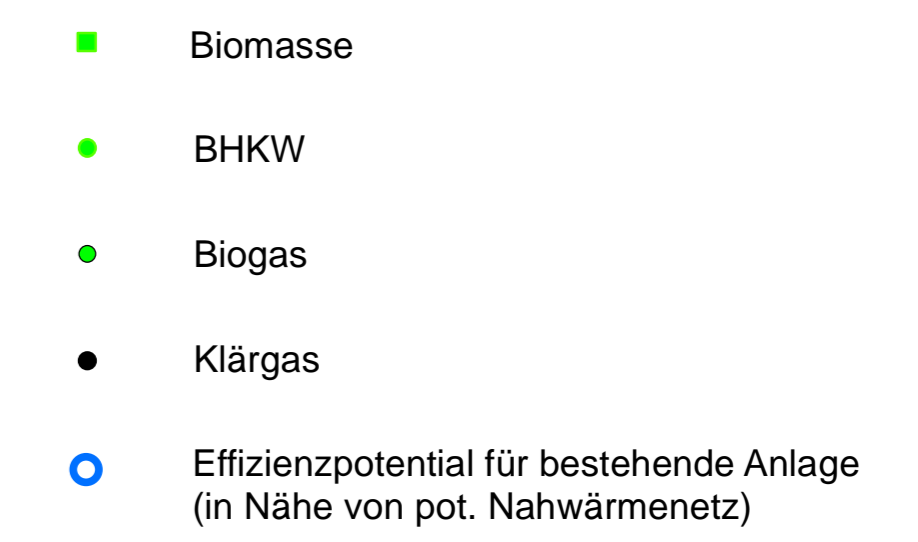 Biomasse
BHKW
Biogas
Klärgas
Effizienzpotential für bestehende Anlage
(in Nähe von pot. Nahwärmenetz)